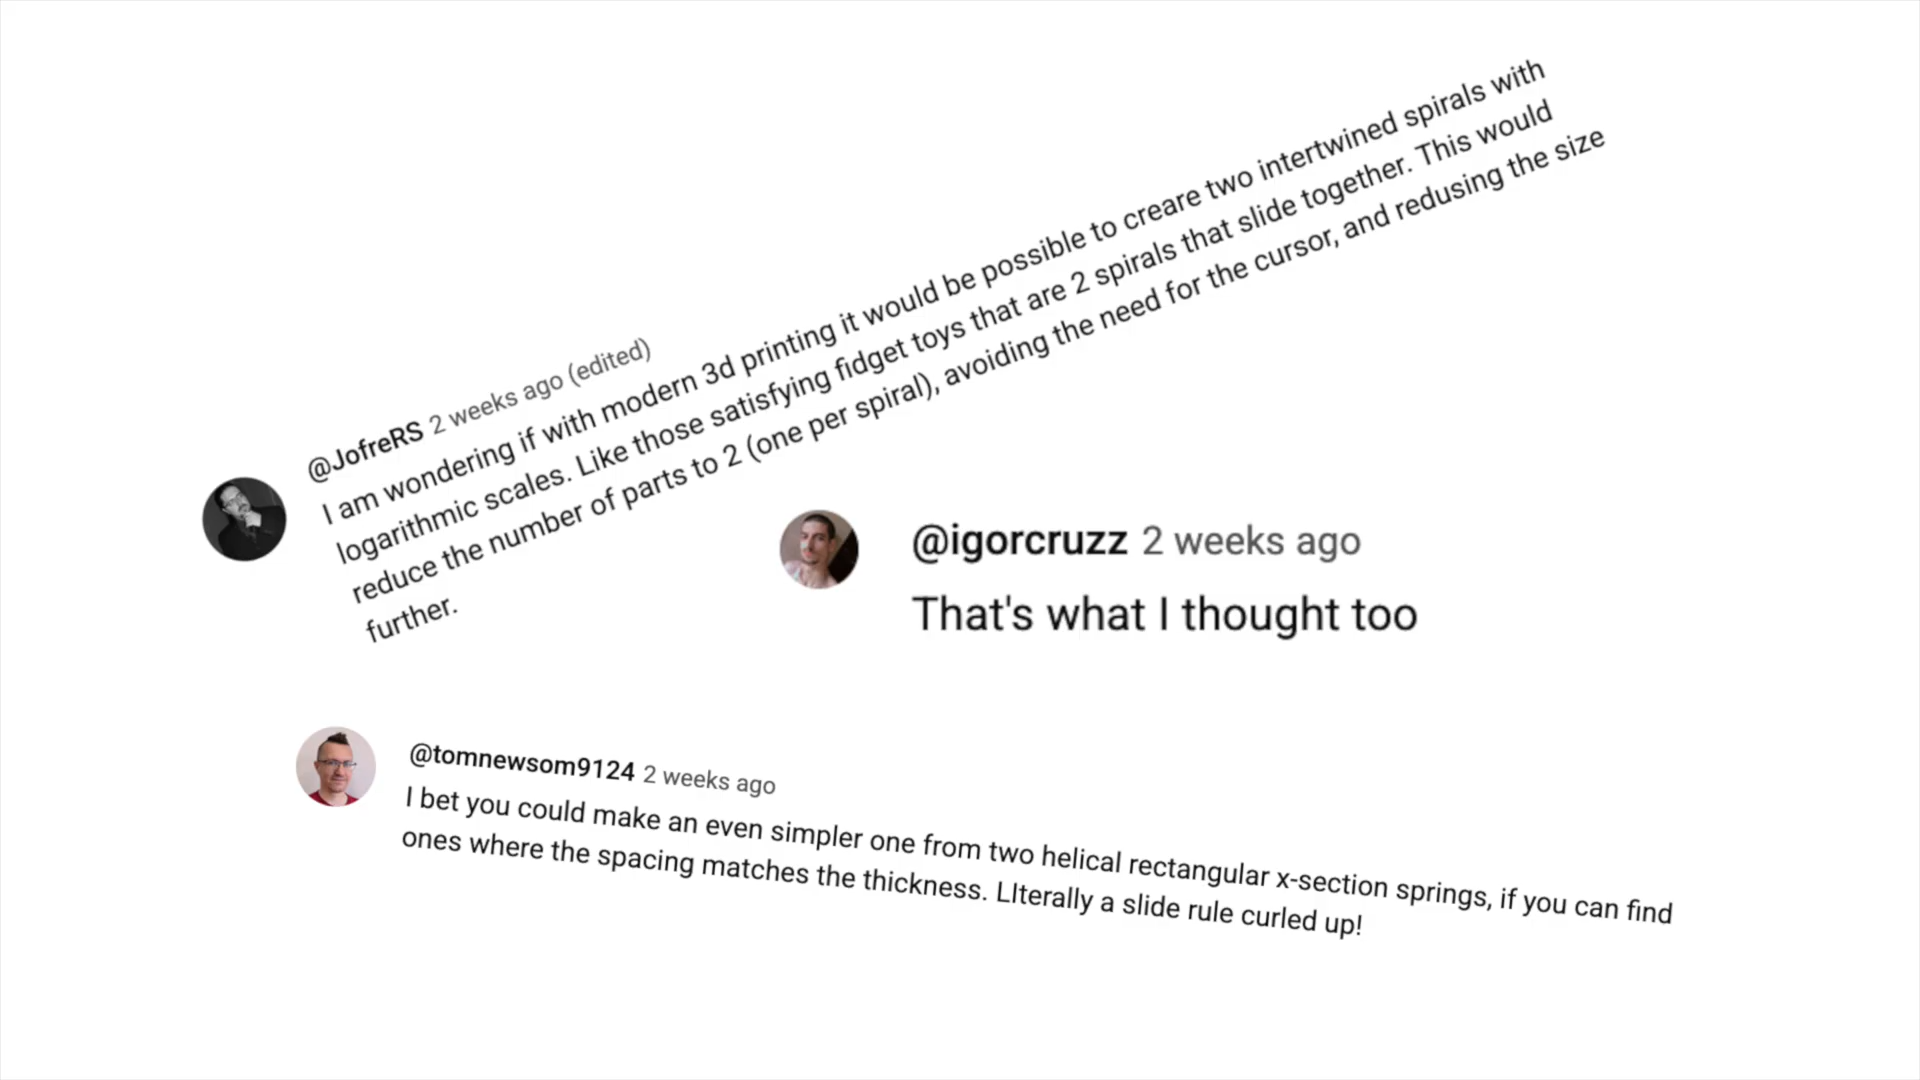 @JofreRS 2 weeks ago (edited)
I am wondering if with modern 3d printing it would be possible to creare two intertwined spirals with
logarithmic scales. Like those satisfying fidget toys that are 2 spirals that slide together. This would
reduce the number of parts to 2 (one per spiral), avoiding the need for the cursor, and redusing the size
further.
@igorcruzz 2 weeks ago
That's what I thought too
@tomnewsom9124 2 weeks ago
I bet you could make an even simpler one from two helical rectangular x-section springs, if you can find
ones where the spacing matches the thickness. LIterally a slide rule curled up!